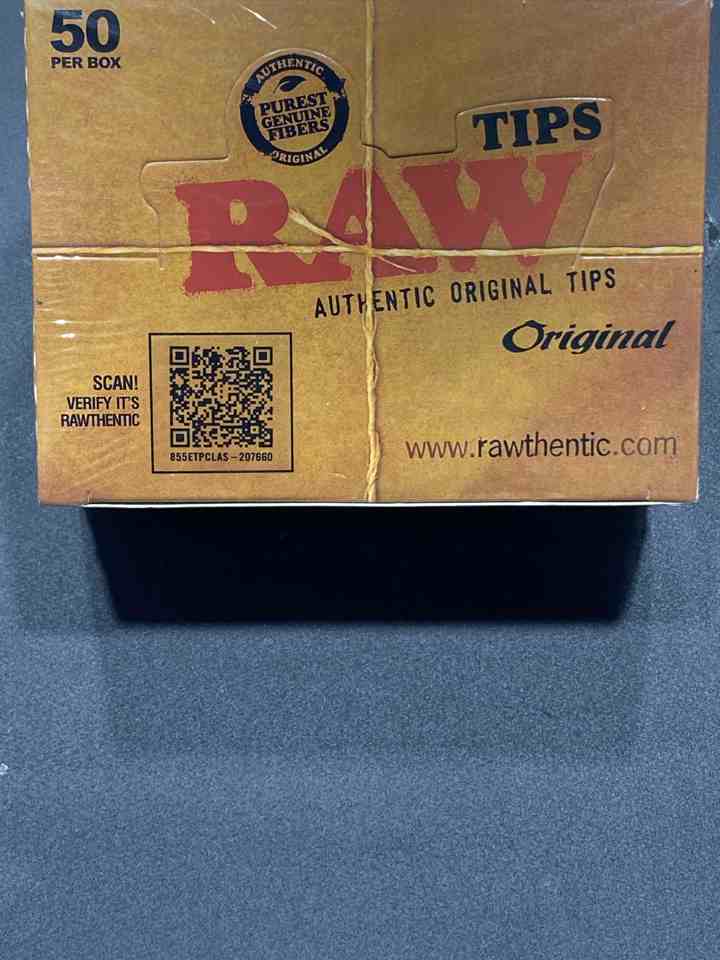 50
PER BOX
AUTHENTIC
PUREST
GENUINE
FIBERS
ORIGINAL
TIPS
RAW
AUTHENTIC ORIGINAL TIPS
Original
SCAN!
VERIFY IT'S
RAWTHENTIC
855ETPCLAS-207660
www.rawthentic.com